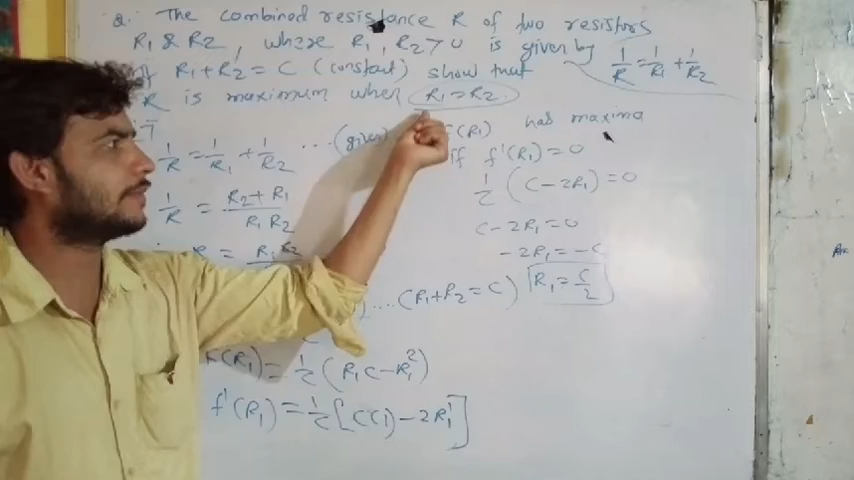 Q. The combined resistance R of two resistors
R1 & R2, where R1, R2 > 0 is given by 1/R = 1/R1 + 1/R2
If R1 + R2 = C (constant) show that
R is maximum when R1 = R2
1/R = 1/R1 + 1/R2 ... (given)
1/R = R2 + R1 / R1 R2
R = R1 R2
... (R1 + R2 = C)
(R1) = 1/C (R1C - R1²)
f'(R1) = 1/C [C(1) - 2R1]
(R1) has maxima
if f'(R1) = 0
1/C (C - 2R1) = 0
C - 2R1 = 0
- 2R1 = - C
R1 = C/2